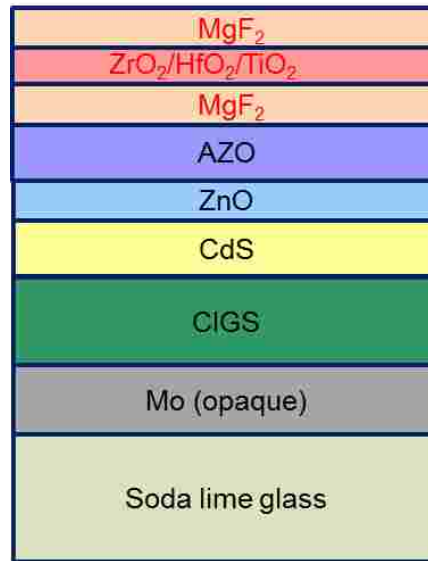 MgF₂
ZrO₂/HfO₂/TiO₂
MgF₂
AZO
ZnO
CdS
CIGS
Mo (opaque)
Soda lime glass